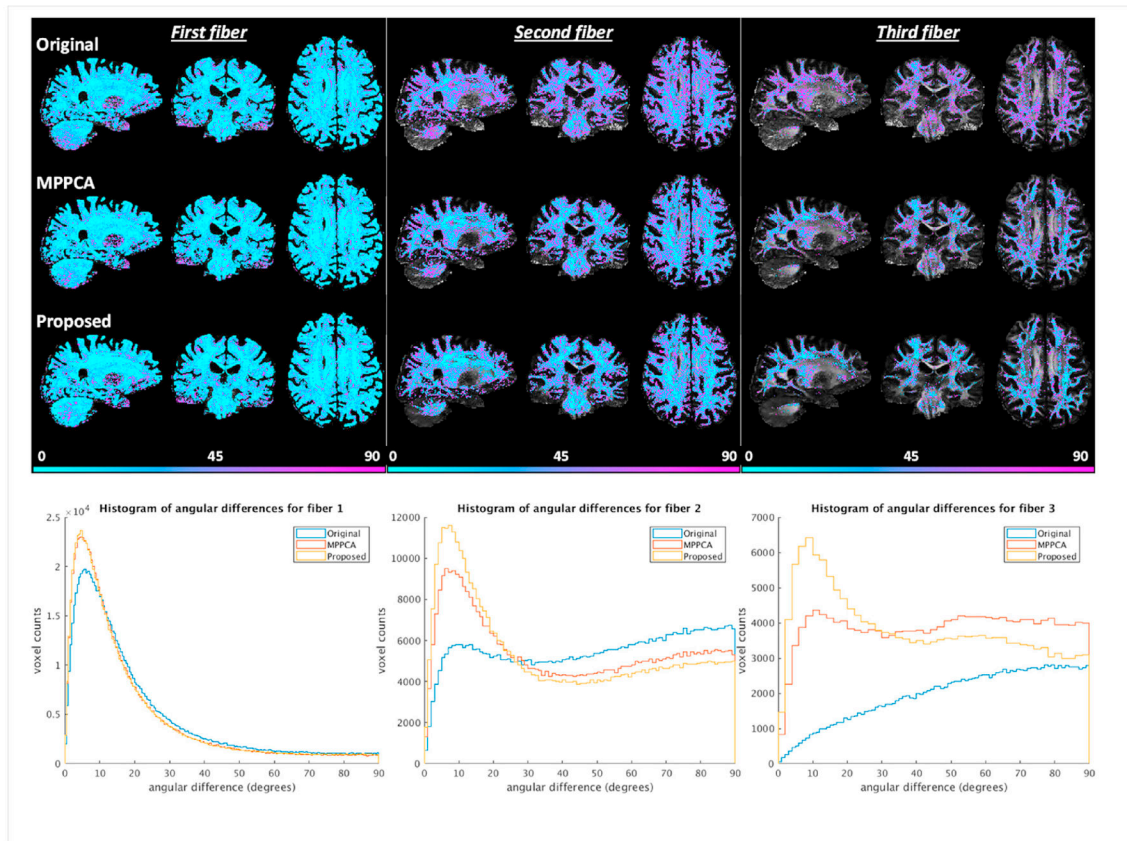 First fiber
Second fiber
Third fiber
Original
MPPCA
Proposed
0 45 90
0 45 90
0 45 90
Histogram of angular differences for fiber 1
×10^4
2.5
2
1.5
1
0.5
0
voxel counts
Original
MPPCA
Proposed
0 10 20 30 40 50 60 70 80 90
angular difference (degrees)
Histogram of angular differences for fiber 2
12000
10000
8000
6000
4000
2000
0
voxel counts
Original
MPPCA
Proposed
0 10 20 30 40 50 60 70 80 90
angular difference (degrees)
Histogram of angular differences for fiber 3
7000
6000
5000
4000
3000
2000
1000
0
voxel counts
Original
MPPCA
Proposed
0 10 20 30 40 50 60 70 80 90
angular difference (degrees)